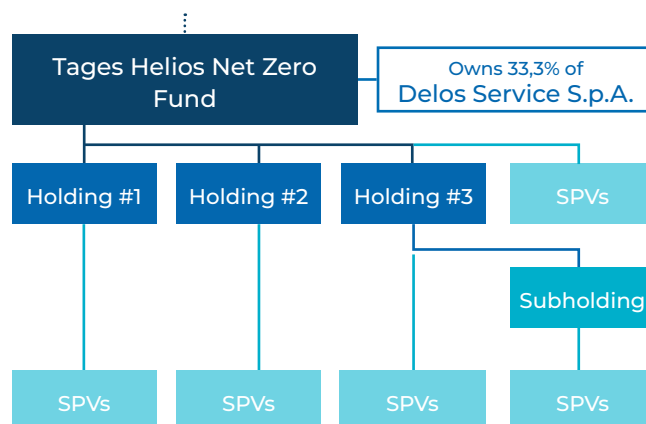 Tages Helios Net Zero
Fund
Owns 33,3% of
Delos Service S.p.A.
Holding #1
Holding #2
Holding #3
SPVs
Subholding
SPVs
SPVs
SPVs
SPVs